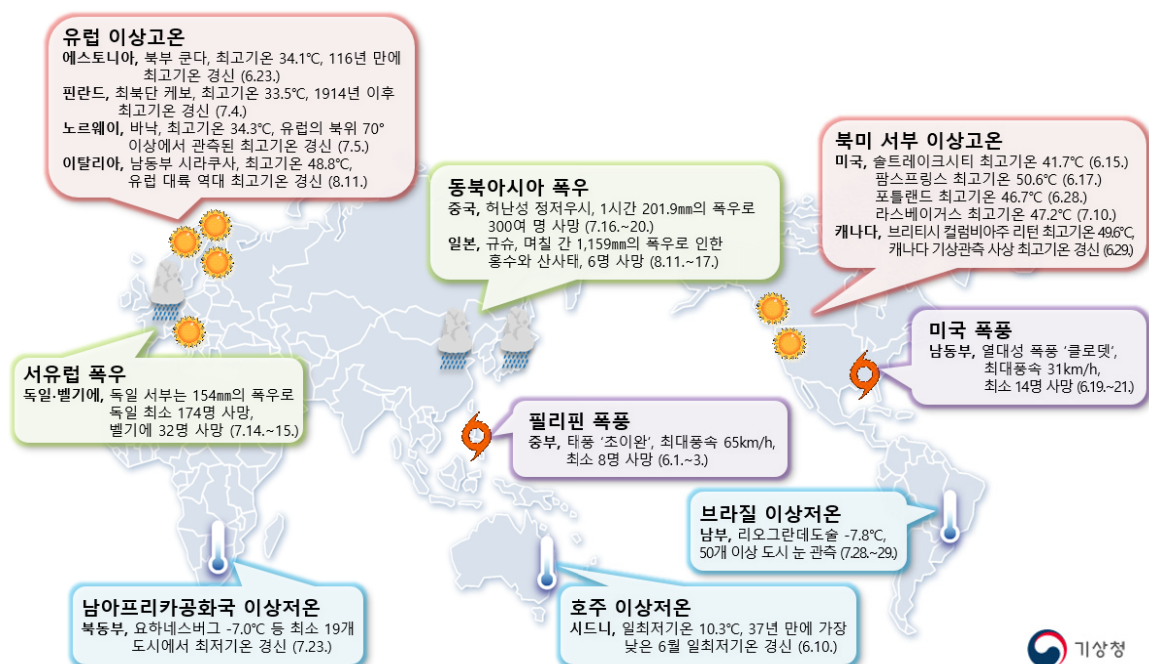 유럽 이상고온
에스토니아, 북부 쿤다, 최고기온 34.1℃, 116년 만에
최고기온 경신 (6.23.)
핀란드, 최북단 케보, 최고기온 33.5℃, 1914년 이후
최고기온 경신 (7.4.)
노르웨이, 바낙, 최고기온 34.3℃, 유럽의 북위 70°
이상에서 관측된 최고기온 경신 (7.5.)
이탈리아, 남동부 시라쿠사, 최고기온 48.8℃,
유럽 대륙 역대 최고기온 경신 (8.11.)
동북아시아 폭우
중국, 허난성 정저우시, 1시간 201.9㎜의 폭우로
300여 명 사망 (7.16.~20.)
일본, 규슈, 며칠 간 1,159㎜의 폭우로 인한
홍수와 산사태, 6명 사망 (8.11.~17.)
북미 서부 이상고온
미국, 솔트레이크시티 최고기온 41.7℃ (6.15.)
팜스프링스 최고기온 50.6℃ (6.17.)
포틀랜드 최고기온 46.7℃ (6.28.)
라스베이거스 최고기온 47.2℃ (7.10.)
캐나다, 브리티시 컬럼비아주 리턴 최고기온 49.6℃,
캐나다 기상관측 사상 최고기온 경신 (6.29.)
서유럽 폭우
독일·벨기에, 독일 서부는 154㎜의 폭우로
독일 최소 174명 사망,
벨기에 32명 사망 (7.14.~15.)
필리핀 폭풍
중부, 태풍 '초이완', 최대풍속 65km/h,
최소 8명 사망 (6.1.~3.)
미국 폭풍
남동부, 열대성 폭풍 '클로뎃',
최대풍속 31km/h,
최소 14명 사망 (6.19.~21.)
브라질 이상저온
남부, 리오그란데도술 -7.8℃,
50개 이상 도시 눈 관측 (7.28.~29.)
남아프리카공화국 이상저온
북동부, 요하네스버그 -7.0℃ 등 최소 19개
도시에서 최저기온 경신 (7.23.)
호주 이상저온
시드니, 일최저기온 10.3℃, 37년 만에 가장
낮은 6월 일최저기온 경신 (6.10.)
기상청